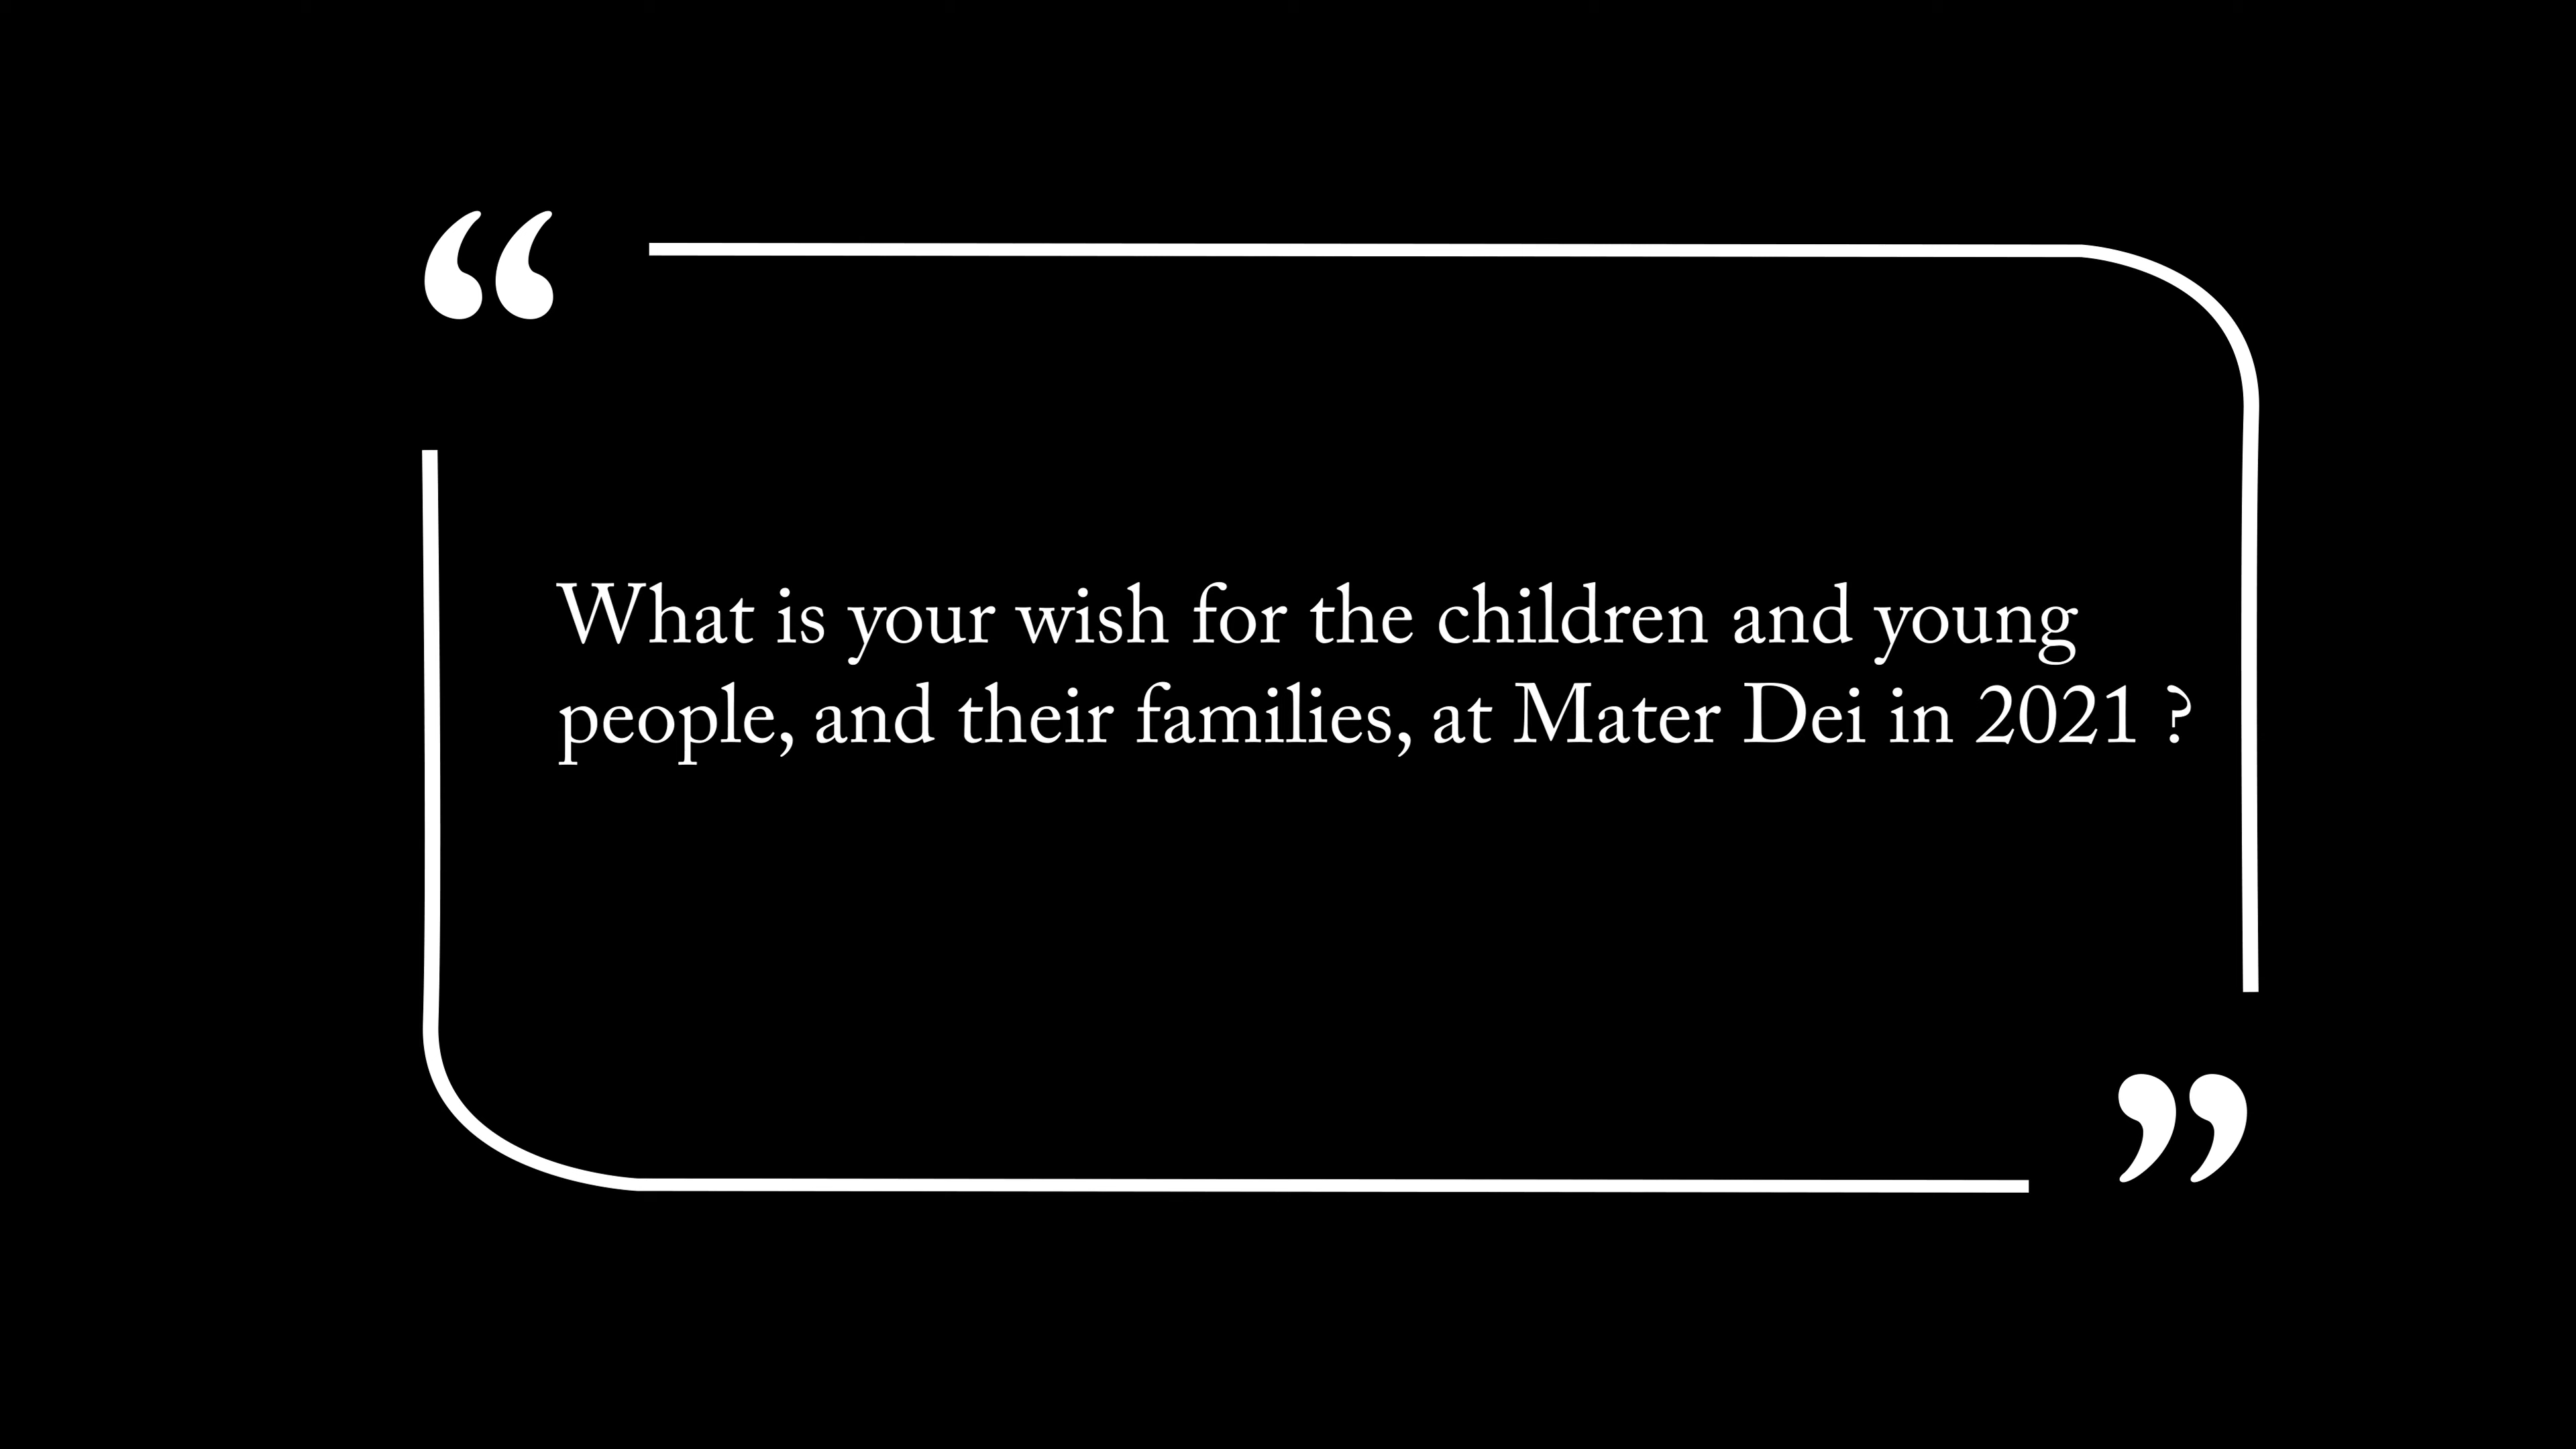 “
What is your wish for the children and young
people, and their families, at Mater Dei in 2021 ?
”